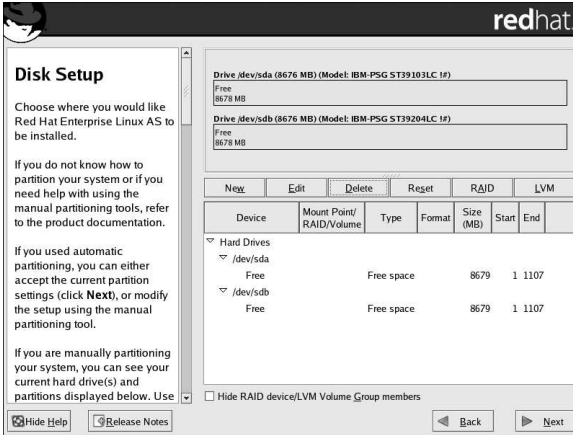 redhat.
Disk Setup
Choose where you would like
Red Hat Enterprise Linux AS to
be installed.
If you do not know how to
partition your system or if you
need help with using the
manual partitioning tools, refer
to the product documentation.
If you used automatic
partitioning, you can either
accept the current partition
settings (click Next), or modify
the setup using the manual
partitioning tool.
If you are manually partitioning
your system, you can see your
current hard drive(s) and
partitions displayed below. Use
Drive /dev/sda (8676 MB) (Model: IBM-PSG ST39103LC !#)
Free
8678 MB
Drive /dev/sdb (8676 MB) (Model: IBM-PSG ST39204LC !#)
Free
8678 MB
New Edit Delete Reset RAID LVM
Device Mount Point/ RAID/Volume Type Format Size (MB) Start End
Hard Drives
/dev/sda
Free Free space 8679 1 1107
/dev/sdb
Free Free space 8679 1 1107
Hide RAID device/LVM Volume Group members
Hide Help Release Notes Back Next